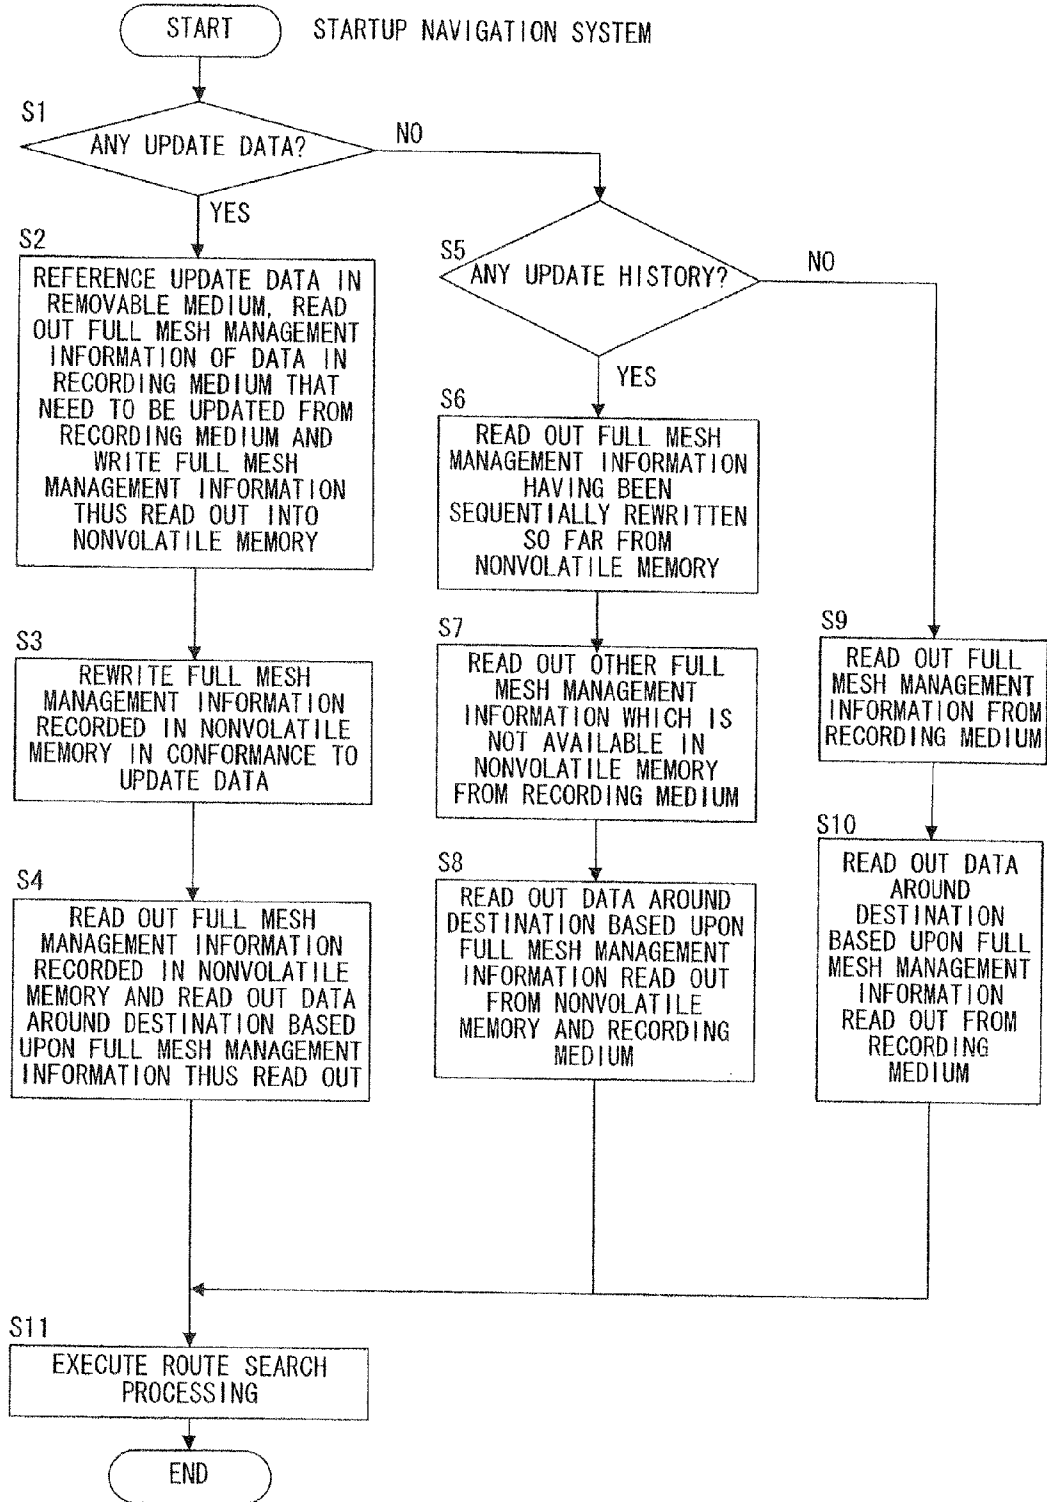 START
STARTUP NAVIGATION SYSTEM
S1
ANY UPDATE DATA?
NO
YES
S2
REFERENCE UPDATE DATA IN
REMOVABLE MEDIUM, READ
OUT FULL MESH MANAGEMENT
INFORMATION OF DATA IN
RECORDING MEDIUM THAT
NEED TO BE UPDATED FROM
RECORDING MEDIUM AND
WRITE FULL MESH
MANAGEMENT INFORMATION
THUS READ OUT INTO
NONVOLATILE MEMORY
S3
REWRITE FULL MESH
MANAGEMENT INFORMATION
RECORDED IN NONVOLATILE
MEMORY IN CONFORMANCE TO
UPDATE DATA
S4
READ OUT FULL MESH
MANAGEMENT INFORMATION
RECORDED IN NONVOLATILE
MEMORY AND READ OUT DATA
AROUND DESTINATION BASED
UPON FULL MESH MANAGEMENT
INFORMATION THUS READ OUT
S5
ANY UPDATE HISTORY?
NO
YES
S6
READ OUT FULL MESH
MANAGEMENT INFORMATION
HAVING BEEN
SEQUENTIALLY REWRITTEN
SO FAR FROM
NONVOLATILE MEMORY
S7
READ OUT OTHER FULL
MESH MANAGEMENT
INFORMATION WHICH IS
NOT AVAILABLE IN
NONVOLATILE MEMORY
FROM RECORDING MEDIUM
S8
READ OUT DATA AROUND
DESTINATION BASED UPON
FULL MESH MANAGEMENT
INFORMATION READ OUT
FROM NONVOLATILE
MEMORY AND RECORDING
MEDIUM
S9
READ OUT FULL
MESH MANAGEMENT
INFORMATION FROM
RECORDING MEDIUM
S10
READ OUT DATA
AROUND
DESTINATION
BASED UPON FULL
MESH MANAGEMENT
INFORMATION
READ OUT FROM
RECORDING
MEDIUM
S11
EXECUTE ROUTE SEARCH
PROCESSING
END